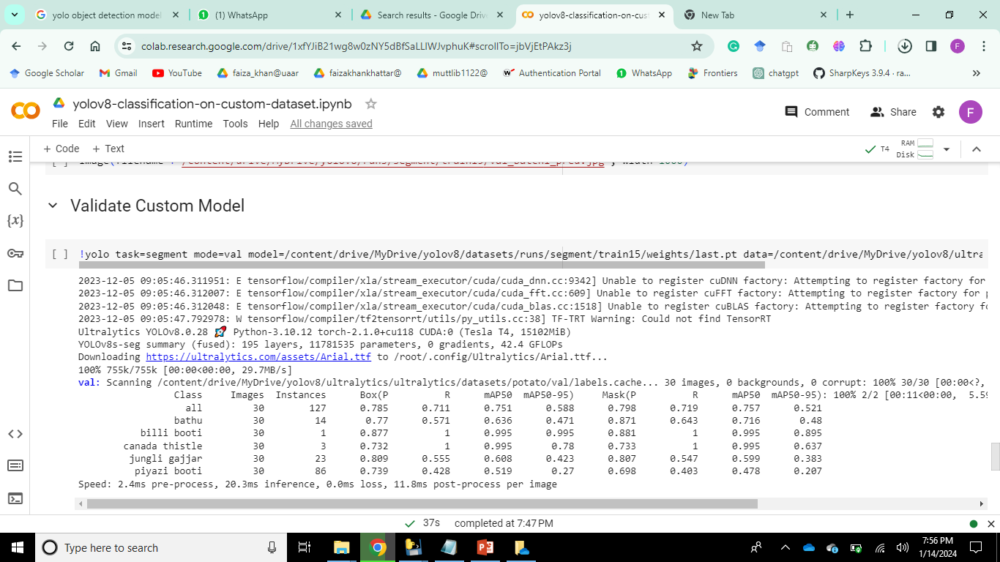 yolo object detection model
(1) WhatsApp
Search results - Google Drive
yolov8-classification-on-cust
New Tab
colab.research.google.com/drive/1xfYJiB21wg8w0zNY5dBfSaLLlWJvphuK#scrollTo=jbVjEtPAkz3j
Google Scholar
Gmail
YouTube
faiza_khan@uaar
faizakhankhattar@
muttlib1122@
Authentication Portal
WhatsApp
Frontiers
chatgpt
SharpKeys 3.9.4 · ra...
yolov8-classification-on-custom-dataset.ipynb
File Edit View Insert Runtime Tools Help All changes saved
Comment
Share
F
+ Code + Text
T4
RAM
Disk
Validate Custom Model
[ ] !yolo task=segment mode=val model=/content/drive/MyDrive/yolov8/datasets/runs/segment/train15/weights/last.pt data=/content/drive/MyDrive/yolov8/ultra
2023-12-05 09:05:46.311951: E tensorflow/compiler/xla/stream_executor/cuda/cuda_dnn.cc:9342] Unable to register cuDNN factory: Attempting to register factory for
2023-12-05 09:05:46.312007: E tensorflow/compiler/xla/stream_executor/cuda/cuda_fft.cc:609] Unable to register cuFFT factory: Attempting to register factory for p
2023-12-05 09:05:46.312048: E tensorflow/compiler/xla/stream_executor/cuda/cuda_blas.cc:1518] Unable to register cuBLAS factory: Attempting to register factory fo
2023-12-05 09:05:47.792978: W tensorflow/compiler/tf2tensorrt/utils/py_utils.cc:38] TF-TRT Warning: Could not find TensorRT
Ultralytics YOLOv8.0.28 🚀 Python-3.10.12 torch-2.1.0+cu118 CUDA:0 (Tesla T4, 15102MiB)
YOLOv8s-seg summary (fused): 195 layers, 11781535 parameters, 0 gradients, 42.4 GFLOPs
Downloading https://ultralytics.com/assets/Arial.ttf to /root/.config/Ultralytics/Arial.ttf...
100% 755k/755k [00:00<00:00, 29.7MB/s]
val: Scanning /content/drive/MyDrive/yolov8/ultralytics/ultralytics/datasets/potato/val/labels.cache... 30 images, 0 backgrounds, 0 corrupt: 100% 30/30 [00:00<?,
Class Images Instances Box(P R mAP50 mAP50-95) Mask(P R mAP50 mAP50-95): 100% 2/2 [00:11<00:00, 5.59
all 30 127 0.785 0.711 0.751 0.588 0.798 0.719 0.757 0.521
bathu 30 14 0.77 0.571 0.636 0.471 0.871 0.643 0.716 0.48
billi booti 30 1 0.877 1 0.995 0.995 0.881 1 0.995 0.895
canada thistle 30 3 0.732 1 0.995 0.78 0.733 1 0.995 0.637
jungli gajjar 30 23 0.809 0.555 0.608 0.423 0.807 0.547 0.599 0.383
piyazi booti 30 86 0.739 0.428 0.519 0.27 0.698 0.403 0.478 0.207
Speed: 2.4ms pre-process, 20.3ms inference, 0.0ms loss, 11.8ms post-process per image
37s completed at 7:47 PM
Type here to search
7:56 PM
1/14/2024